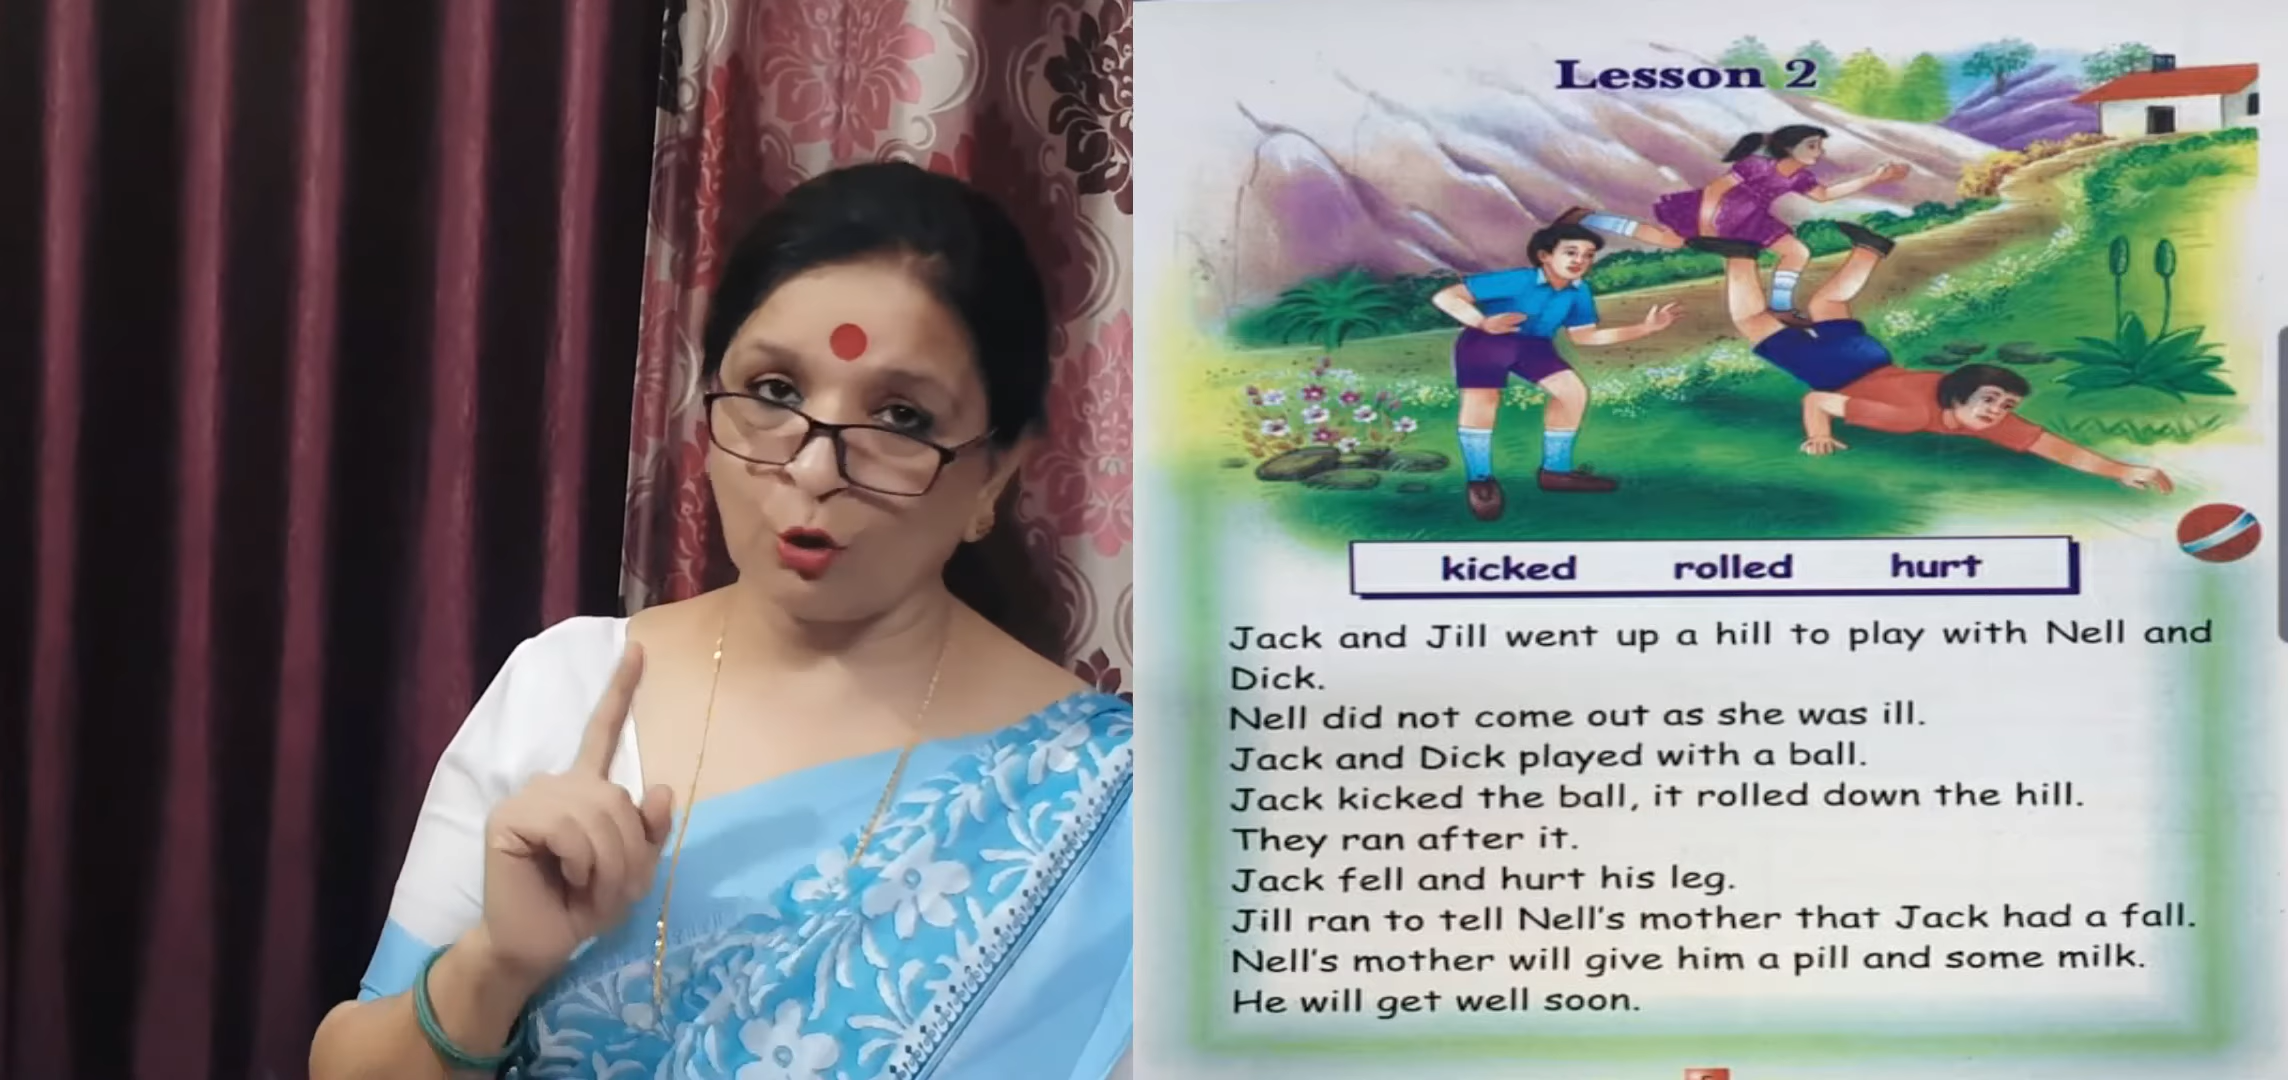 Lesson 2
kicked rolled hurt
Jack and Jill went up a hill to play with Nell and
Dick.
Nell did not come out as she was ill.
Jack and Dick played with a ball.
Jack kicked the ball, it rolled down the hill.
They ran after it.
Jack fell and hurt his leg.
Jill ran to tell Nell's mother that Jack had a fall.
Nell's mother will give him a pill and some milk.
He will get well soon.